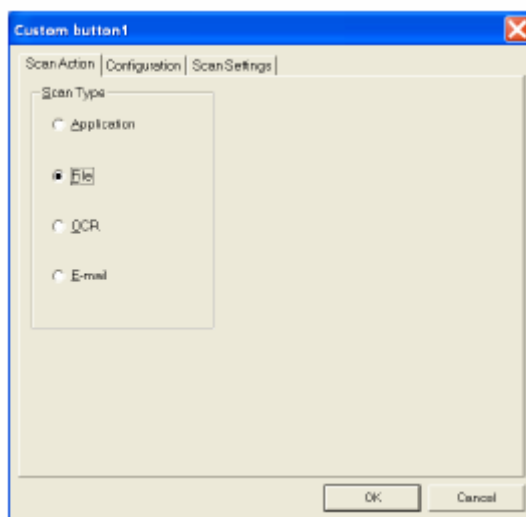 Custom button1
Scan Action Configuration Scan Settings
Scan Type
Application
File
OCR
E-mail
OK Cancel